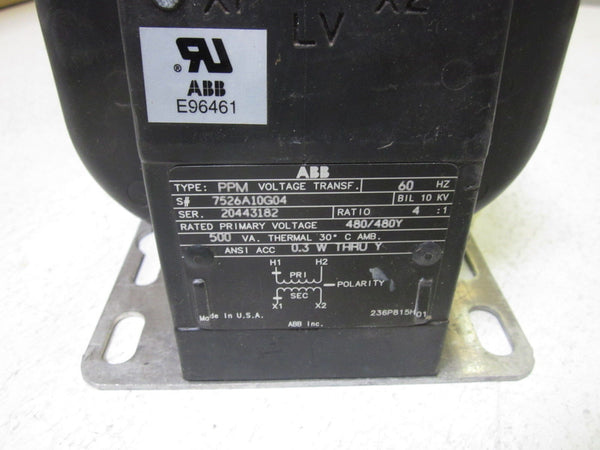 X1 X2
LV
® RU
ABB
E96461
ABB
TYPE: PPM VOLTAGE TRANSF. 60 HZ
S# 7526A10G04 BIL 10 KV
SER. 20443182 RATIO 4 :1
RATED PRIMARY VOLTAGE 480/480Y
500 VA. THERMAL 30° C AMB.
ANSI ACC 0.3 W THRU Y
H1 H2
PRI
POLARITY
SEC
X1 X2
Made in U.S.A. 236P815H01
ABB Inc.